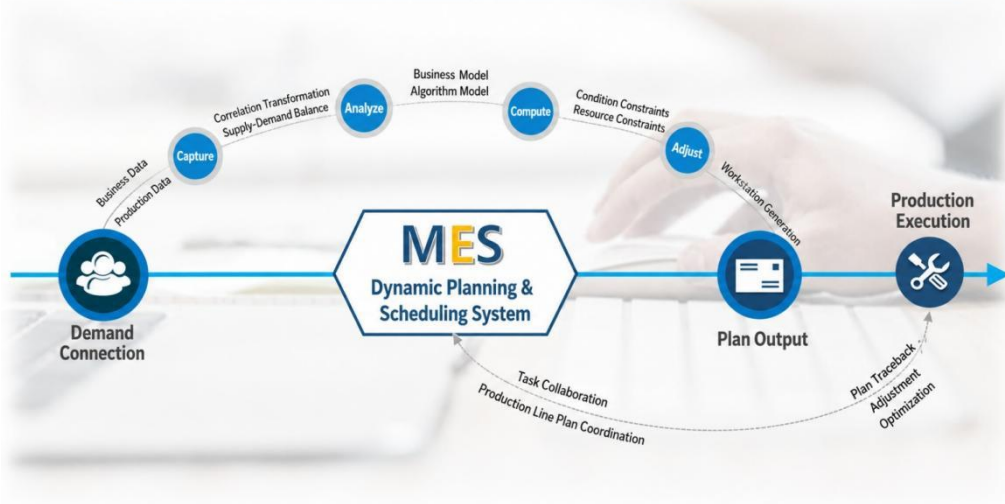 Business Model
Algorithm Model
Correlation Transformation
Supply-Demand Balance
Analyze
Compute
Condition Constraints
Resource Constraints
Capture
Adjust
Business Data
Production Data
Workstation Generation
Production
Execution
MES
Dynamic Planning &
Scheduling System
Demand
Connection
Plan Output
Task Collaboration
Production Line Plan Coordination
Plan Traceback
Adjustment
Optimization